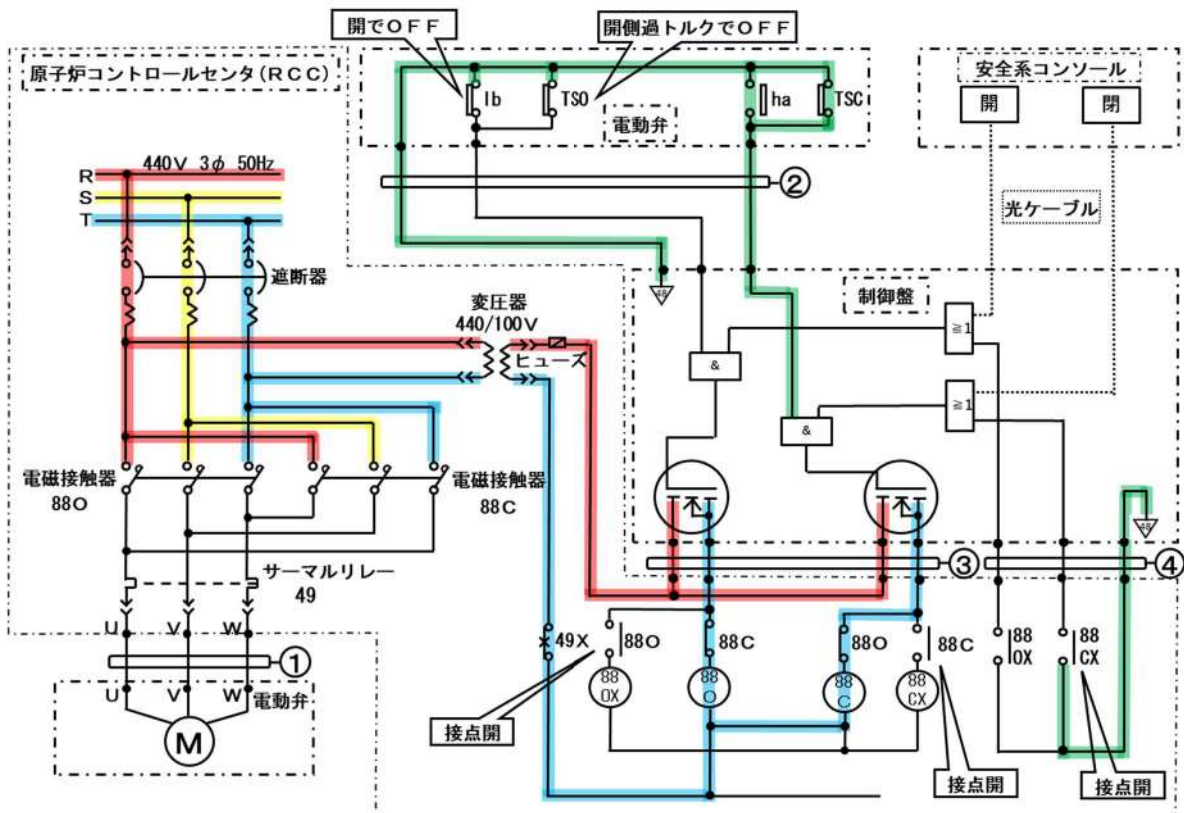 開でOFF
開側過トルクでOFF
原子炉コントロールセンタ(RCC)
安全系コンソール
開
閉
lb
TSO
ha
TSC
電動弁
光ケーブル
②
440V 3φ 50Hz
R
S
T
遮断器
変圧器
440/100V
ヒューズ
48
制御盤
≧1
&
≧1
&
電磁接触器
88O
電磁接触器
88C
48
サーマルリレー
49
③
④
U
V
W
①
49X
88O
88C
88O
88C
88
OX
88
CX
88
OX
88
O
88
C
88
CX
U
V
W
電動弁
M
接点開
接点開
接点開